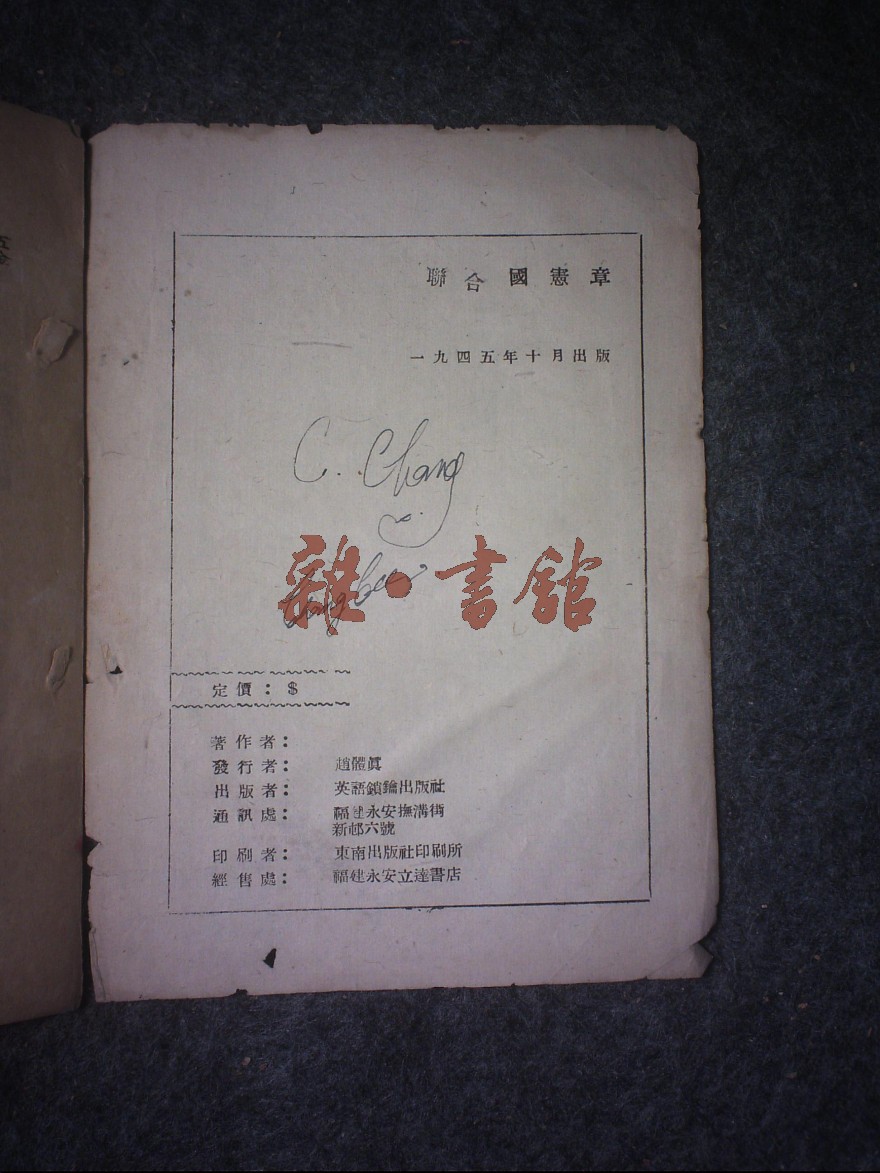 聯合國憲章
一九四五年十月出版
C. Chang
雜·書館
定價：$
著作者：
發行者： 趙體眞
出版者： 英語鎖鑰出版社
通訊處： 福建永安撫溝街
新邨六號
印刷者： 東南出版社印刷所
經售處： 福建永安立達書店